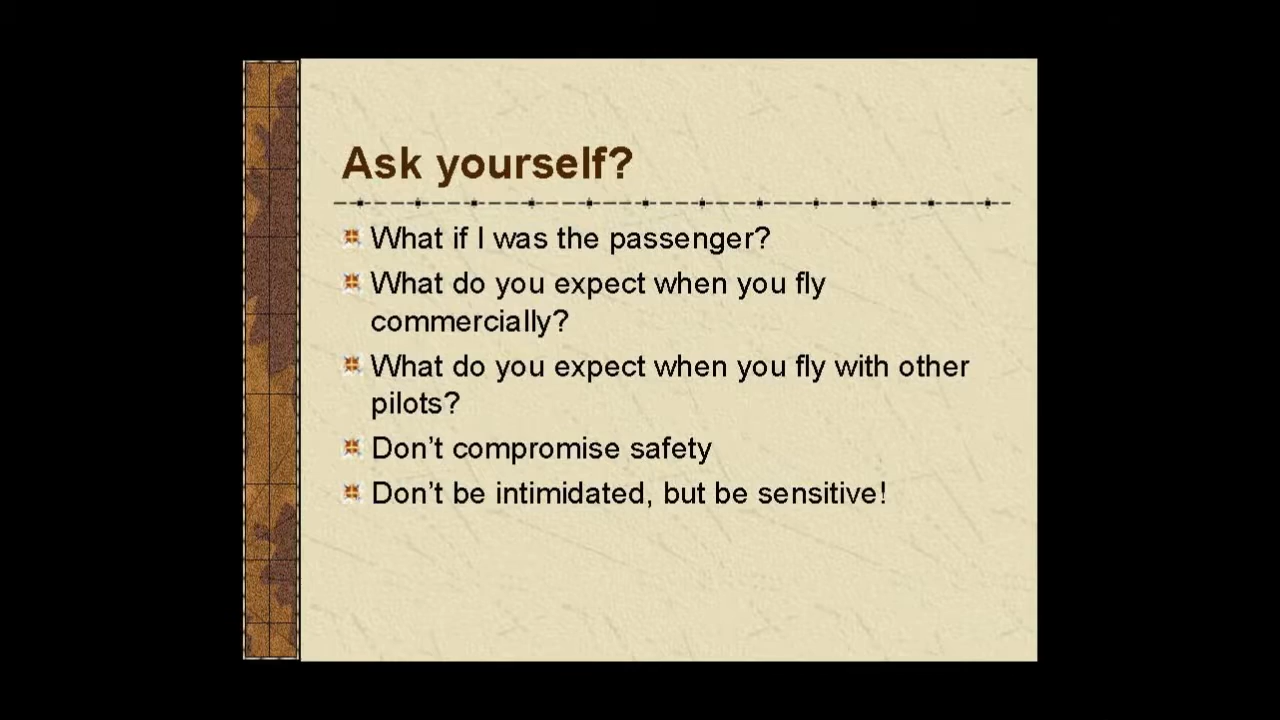 Ask yourself?
What if I was the passenger?
What do you expect when you fly
commercially?
What do you expect when you fly with other
pilots?
Don’t compromise safety
Don’t be intimidated, but be sensitive!